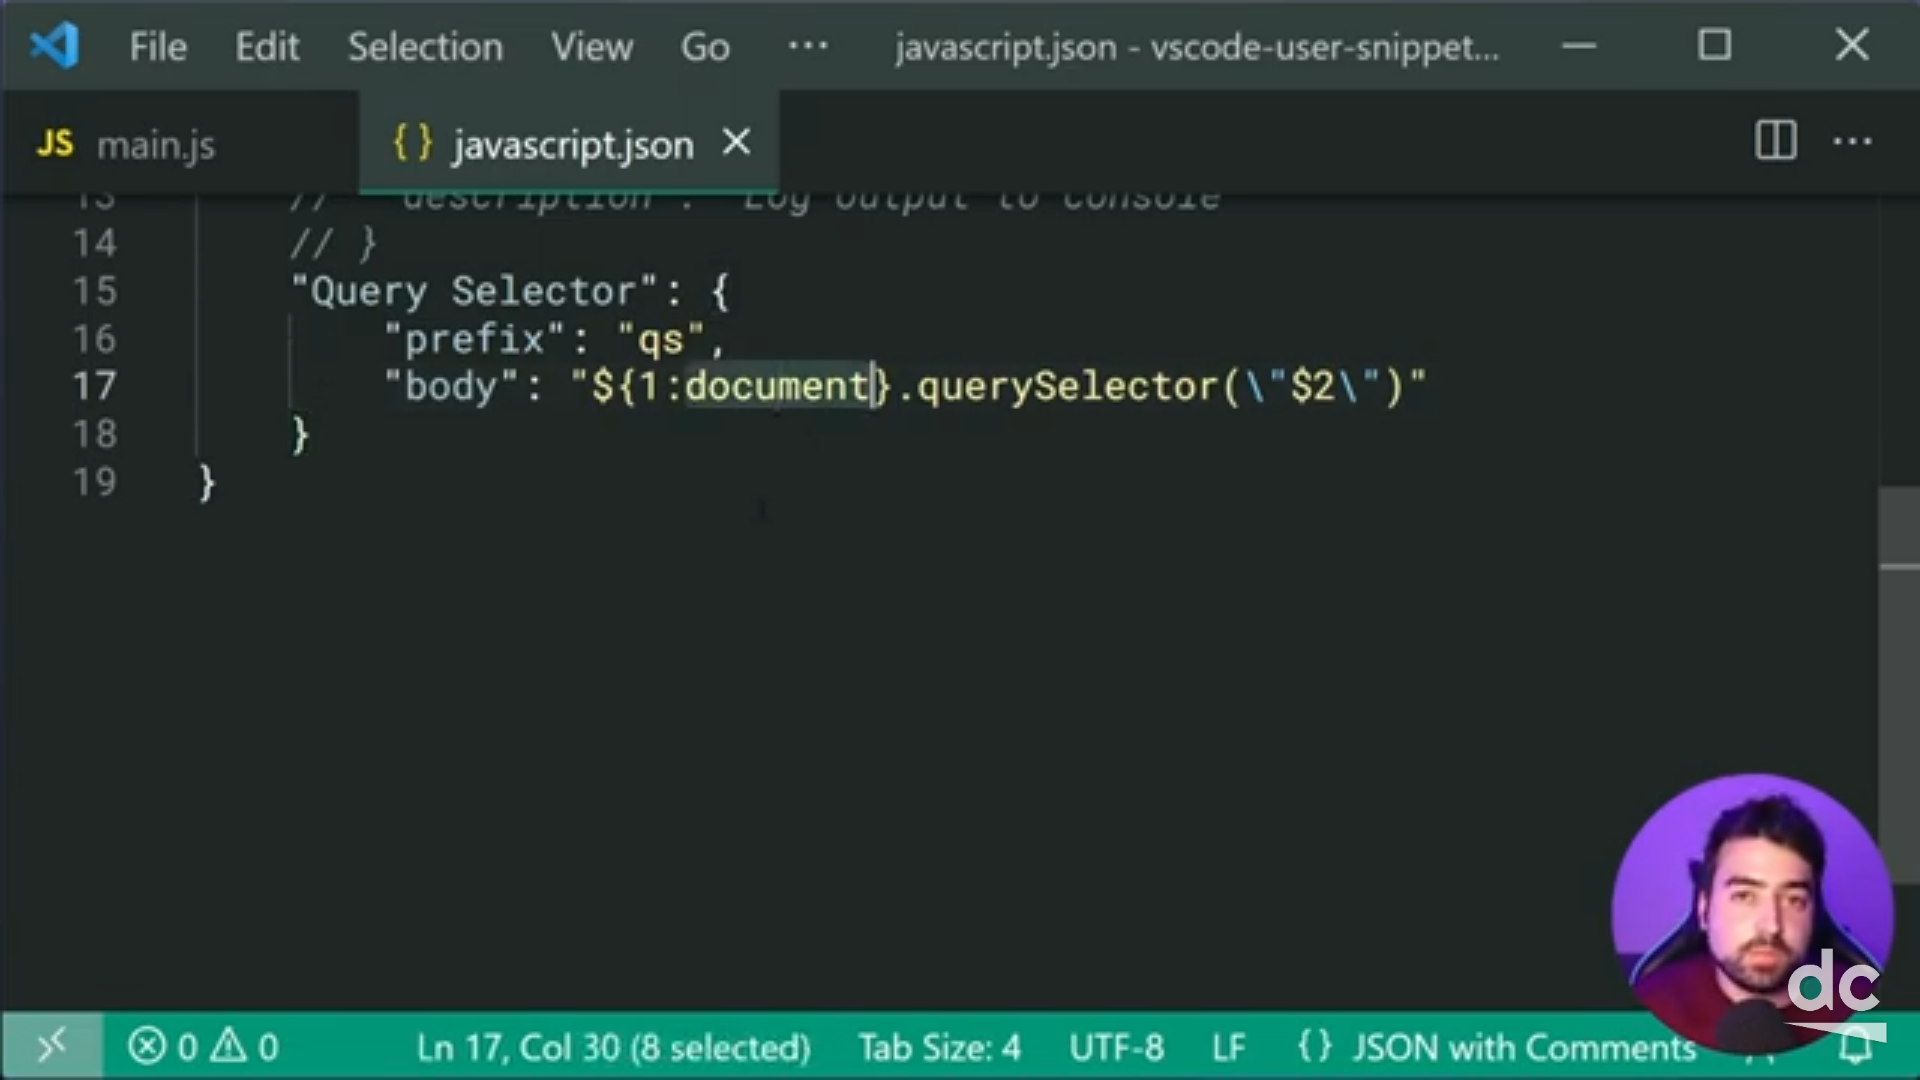 File Edit Selection View Go ··· javascript.json - vscode-user-snippet...
JS main.js {} javascript.json
13 // "description": "Log output to console"
14 // }
15 "Query Selector": {
16 "prefix": "qs",
17 "body": "${1:document}.querySelector(\"$2\")"
18 }
19 }
dc
0 0 Ln 17, Col 30 (8 selected) Tab Size: 4 UTF-8 LF {} JSON with Comments